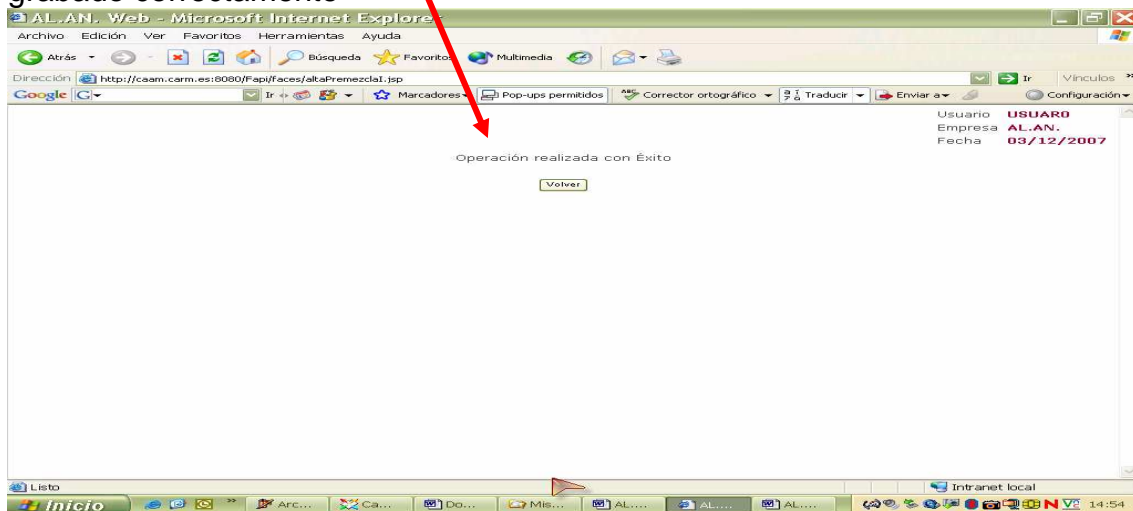 grabado correctamente
AL.AN. Web - Microsoft Internet Explorer
Archivo Edición Ver Favoritos Herramientas Ayuda
Atrás Búsqueda Favoritos Multimedia
Dirección http://caam.carm.es:8080/Fapi/faces/altaPremezclaI.jsp Ir Vínculos »
Google G Ir Marcadores Pop-ups permitidos Corrector ortográfico Traducir Enviar a Configuración
Usuario USUAR0
Empresa AL.AN.
Fecha 03/12/2007
Operación realizada con Éxito
Volver
Listo Intranet local
Inicio » Arc... Ca... Do... Mis... AL.... AL.... AL.... 14:54